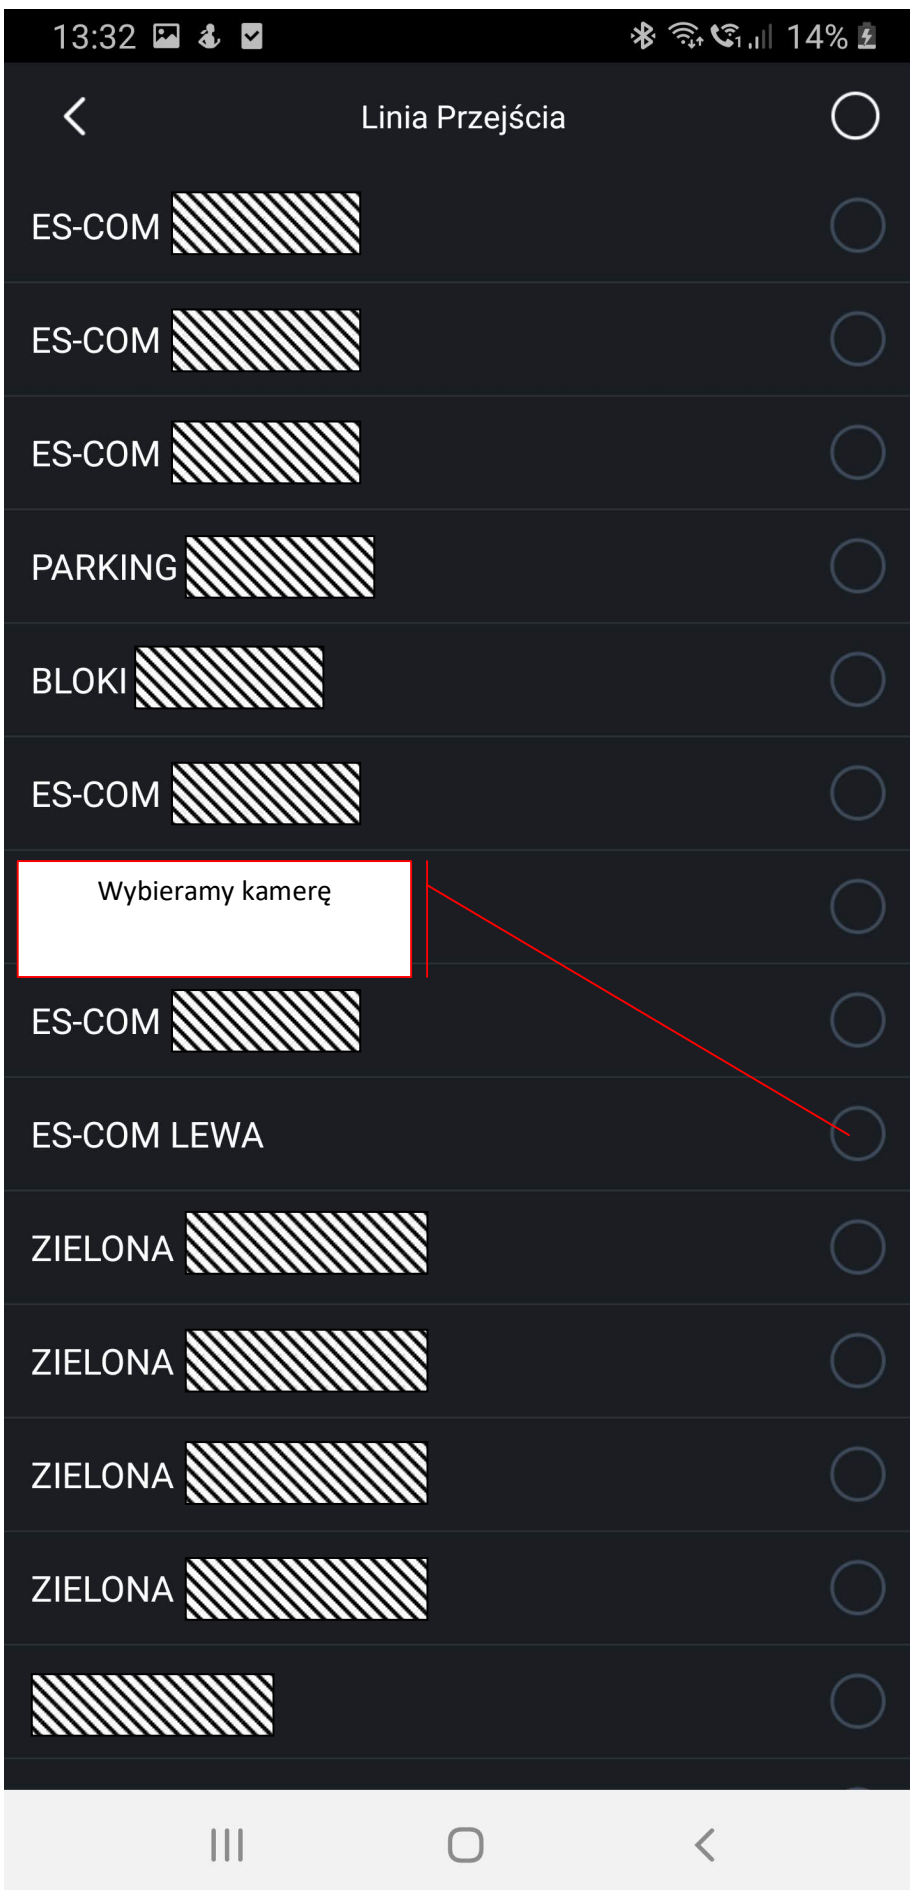 13:32
14%
Linia Przejścia
ES-COM
ES-COM
ES-COM
PARKING
BLOKI
ES-COM
Wybieramy kamerę
ES-COM
ES-COM LEWA
ZIELONA
ZIELONA
ZIELONA
ZIELONA